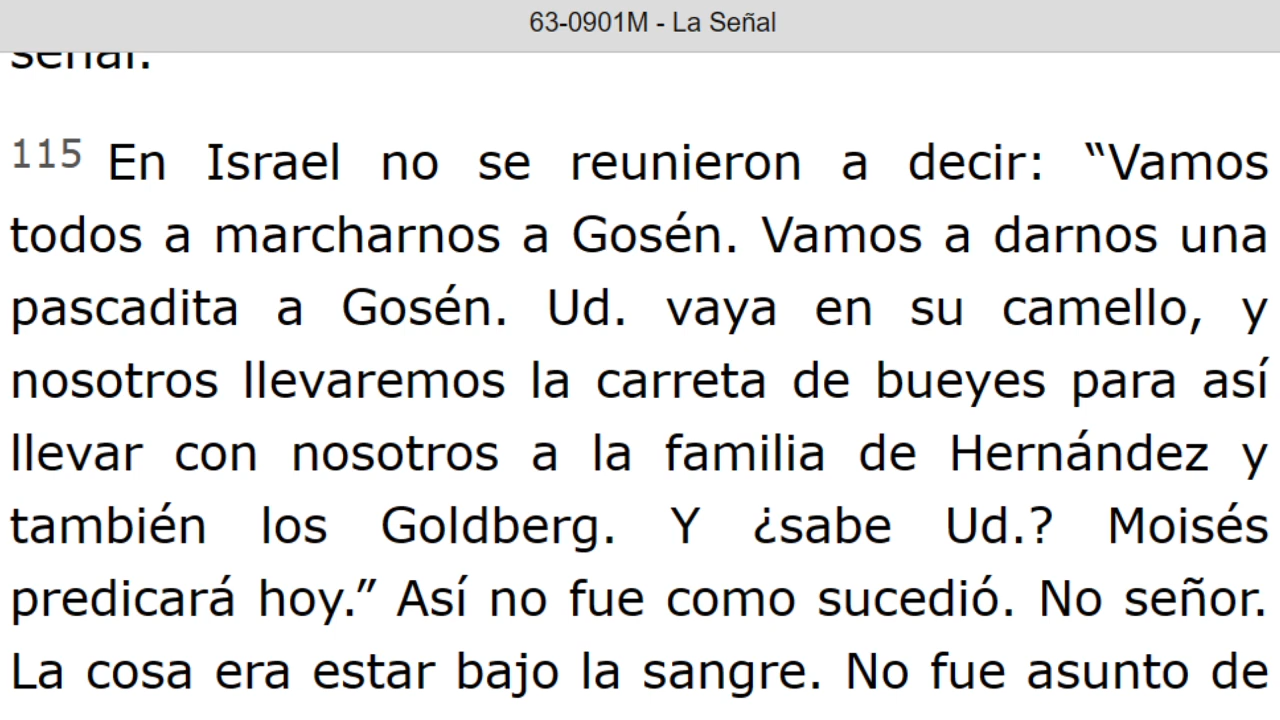 63-0901M - La Señal
señal.
115 En Israel no se reunieron a decir: “Vamos
todos a marcharnos a Gosén. Vamos a darnos una
pascadita a Gosén. Ud. vaya en su camello, y
nosotros llevaremos la carreta de bueyes para así
llevar con nosotros a la familia de Hernández y
también los Goldberg. Y ¿sabe Ud.? Moisés
predicará hoy.” Así no fue como sucedió. No señor.
La cosa era estar bajo la sangre. No fue asunto de